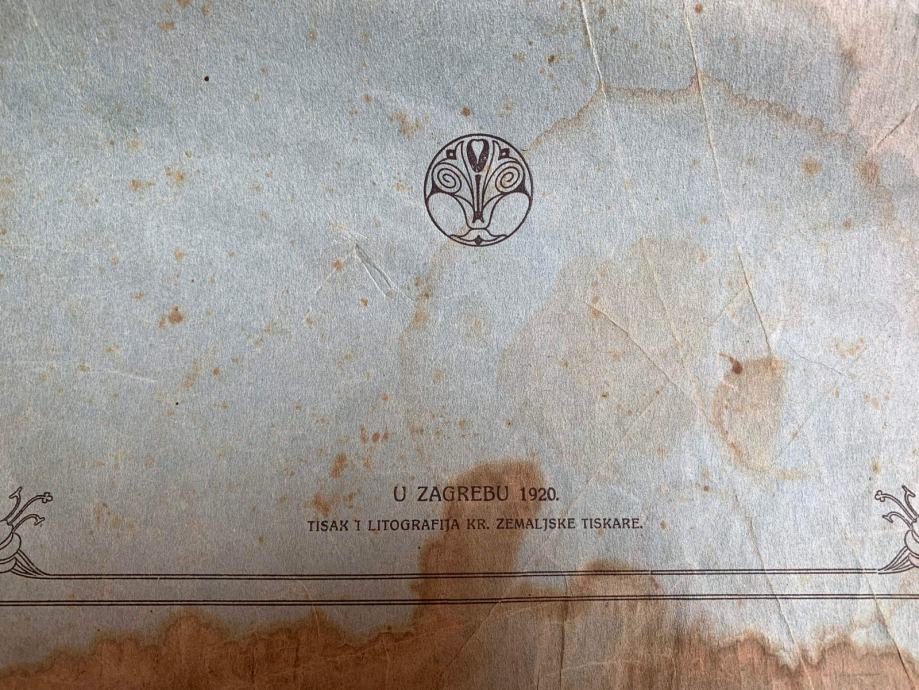 U ZAGREBU 1920.
TISAK I LITOGRAFIJA KR. ZEMALJSKE TISKARE.